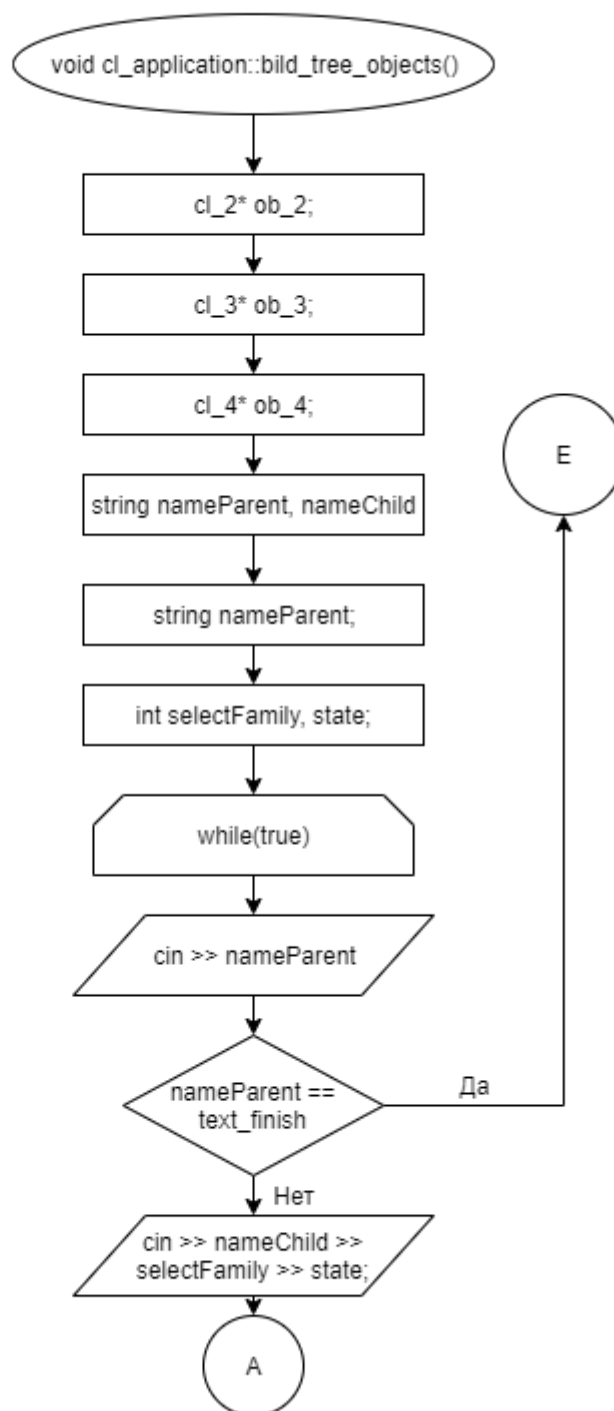 void cl_application::bild_tree_objects()
cl_2* ob_2;
cl_3* ob_3;
cl_4* ob_4;
E
string nameParent, nameChild
string nameParent;
int selectFamily, state;
while(true)
cin >> nameParent
nameParent ==
text_finish
Да
Нет
cin >> nameChild >>
selectFamily >> state;
A